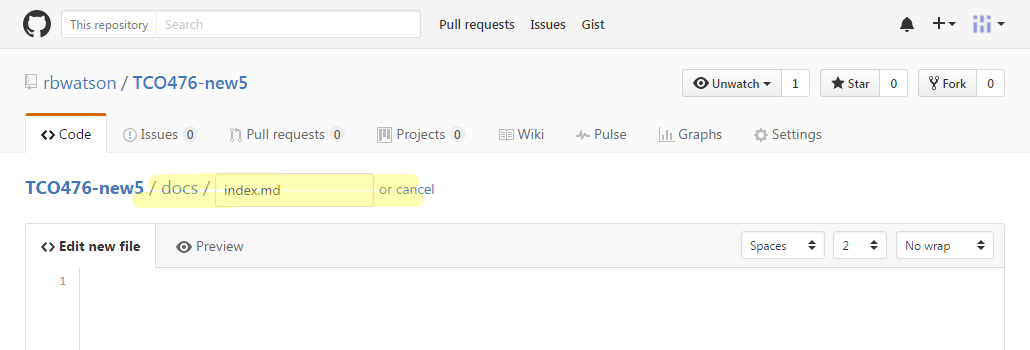 This repository Search Pull requests Issues Gist
rbwatson / TCO476-new5 Unwatch 1 Star 0 Fork 0
Code Issues 0 Pull requests 0 Projects 0 Wiki Pulse Graphs Settings
TCO476-new5 / docs / index.md or cancel
Edit new file Preview Spaces 2 No wrap
1